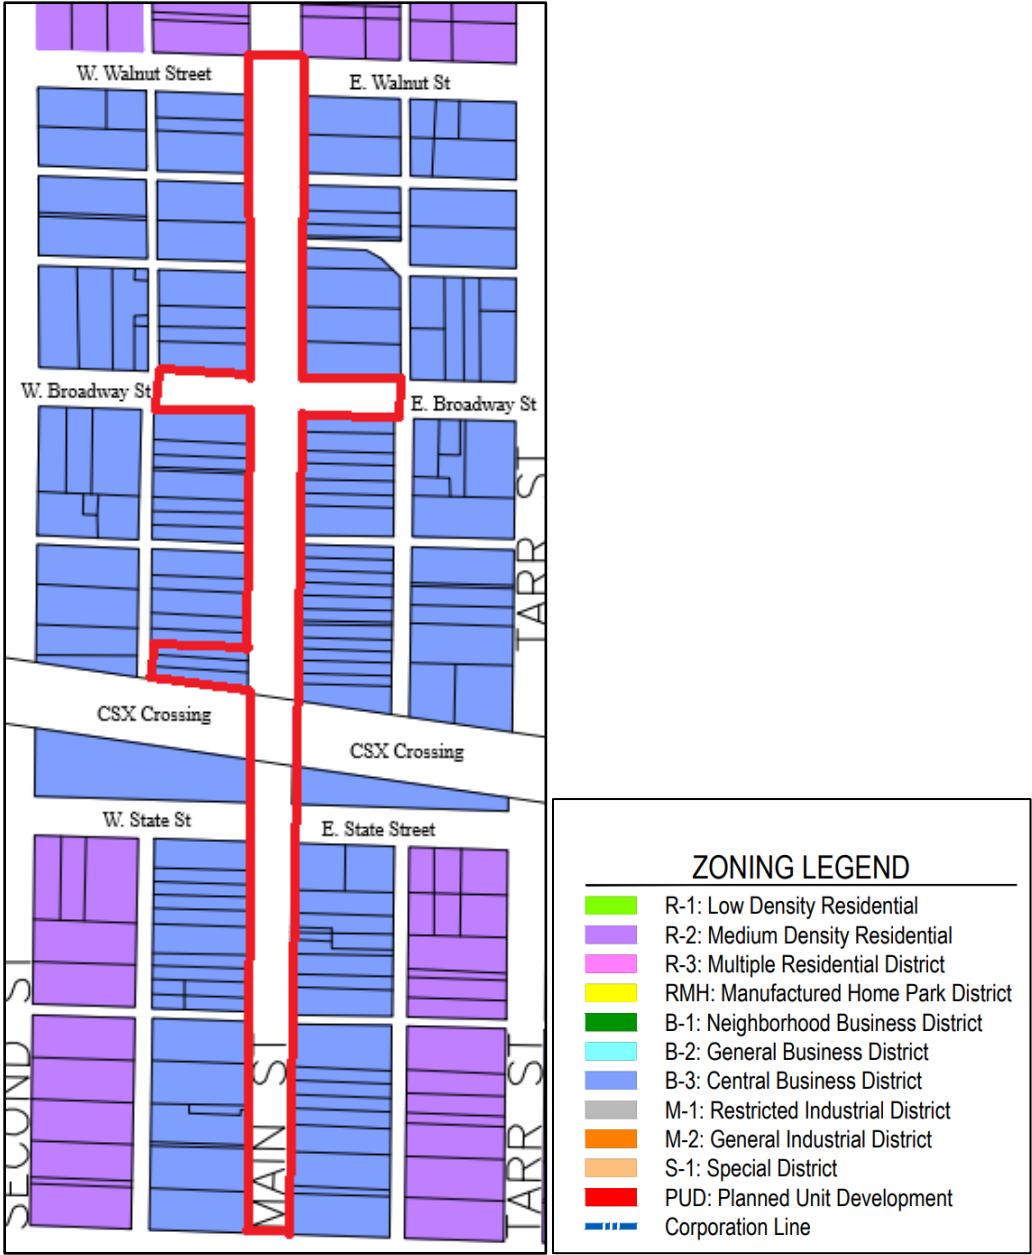 W. Walnut Street
E. Walnut St
W. Broadway St
E. Broadway St
TARR ST
CSX Crossing
CSX Crossing
W. State St
E. State Street
SECOND ST
MAIN ST
TARR ST
ZONING LEGEND
R-1: Low Density Residential
R-2: Medium Density Residential
R-3: Multiple Residential District
RMH: Manufactured Home Park District
B-1: Neighborhood Business District
B-2: General Business District
B-3: Central Business District
M-1: Restricted Industrial District
M-2: General Industrial District
S-1: Special District
PUD: Planned Unit Development
Corporation Line